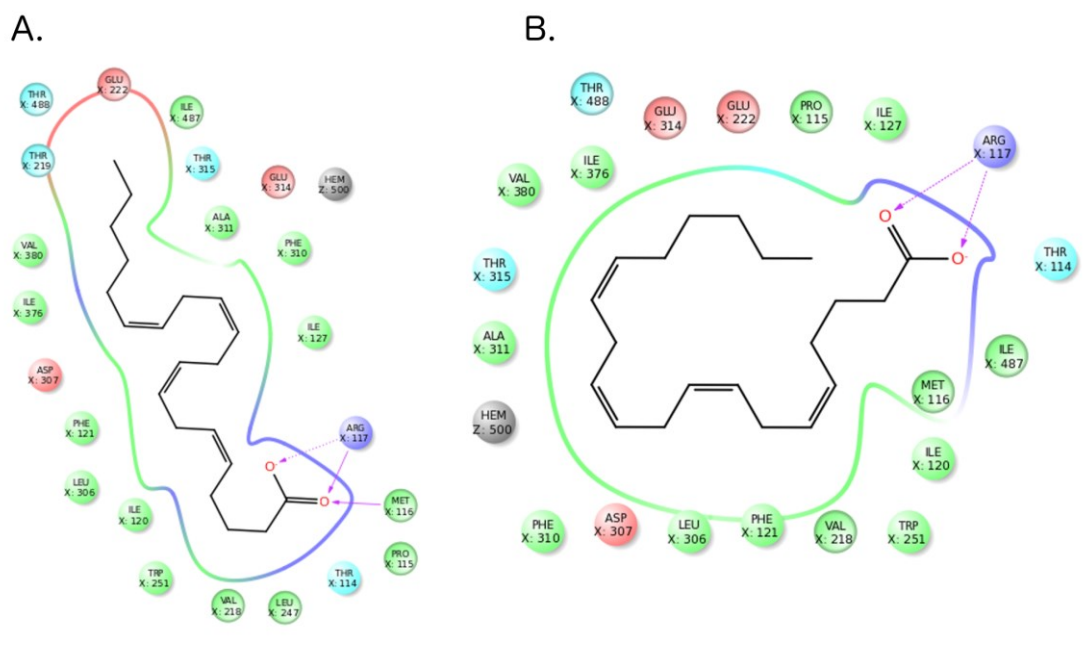 A.
B.
GLU
X: 222
THR
X: 488
ILE
X: 487
THR
X: 219
THR
X: 315
GLU
X: 314
HEM
Z: 500
ALA
X: 311
PHE
X: 310
VAL
X: 380
ILE
X: 376
ILE
X: 127
ASP
X: 307
PHE
X: 121
ARG
X: 117
LEU
X: 306
ILE
X: 120
O-
O
MET
X: 116
PRO
X: 115
TRP
X: 251
THR
X: 114
VAL
X: 218
LEU
X: 247
THR
X: 488
GLU
X: 314
GLU
X: 222
PRO
X: 115
ILE
X: 127
ARG
X: 117
ILE
X: 376
VAL
X: 380
O
O-
THR
X: 114
THR
X: 315
ALA
X: 311
ILE
X: 487
MET
X: 116
HEM
Z: 500
ILE
X: 120
PHE
X: 310
ASP
X: 307
LEU
X: 306
PHE
X: 121
VAL
X: 218
TRP
X: 251